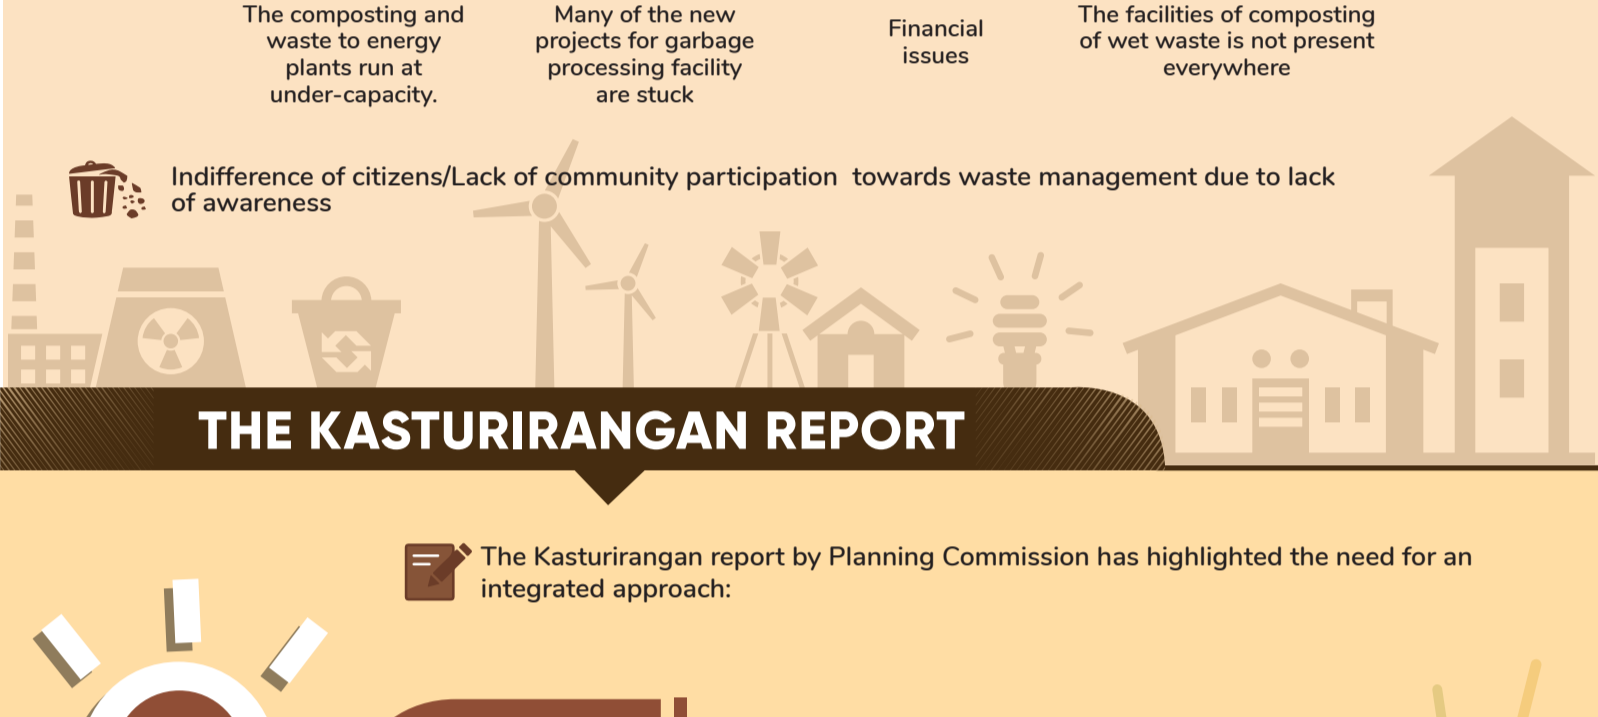 The composting and
waste to energy
plants run at
under-capacity.
Many of the new
projects for garbage
processing facility
are stuck
Financial
issues
The facilities of composting
of wet waste is not present
everywhere
Indifference of citizens/Lack of community participation  towards waste management due to lack
of awareness
THE KASTURIRANGAN REPORT
The Kasturirangan report by Planning Commission has highlighted the need for an
integrated approach: